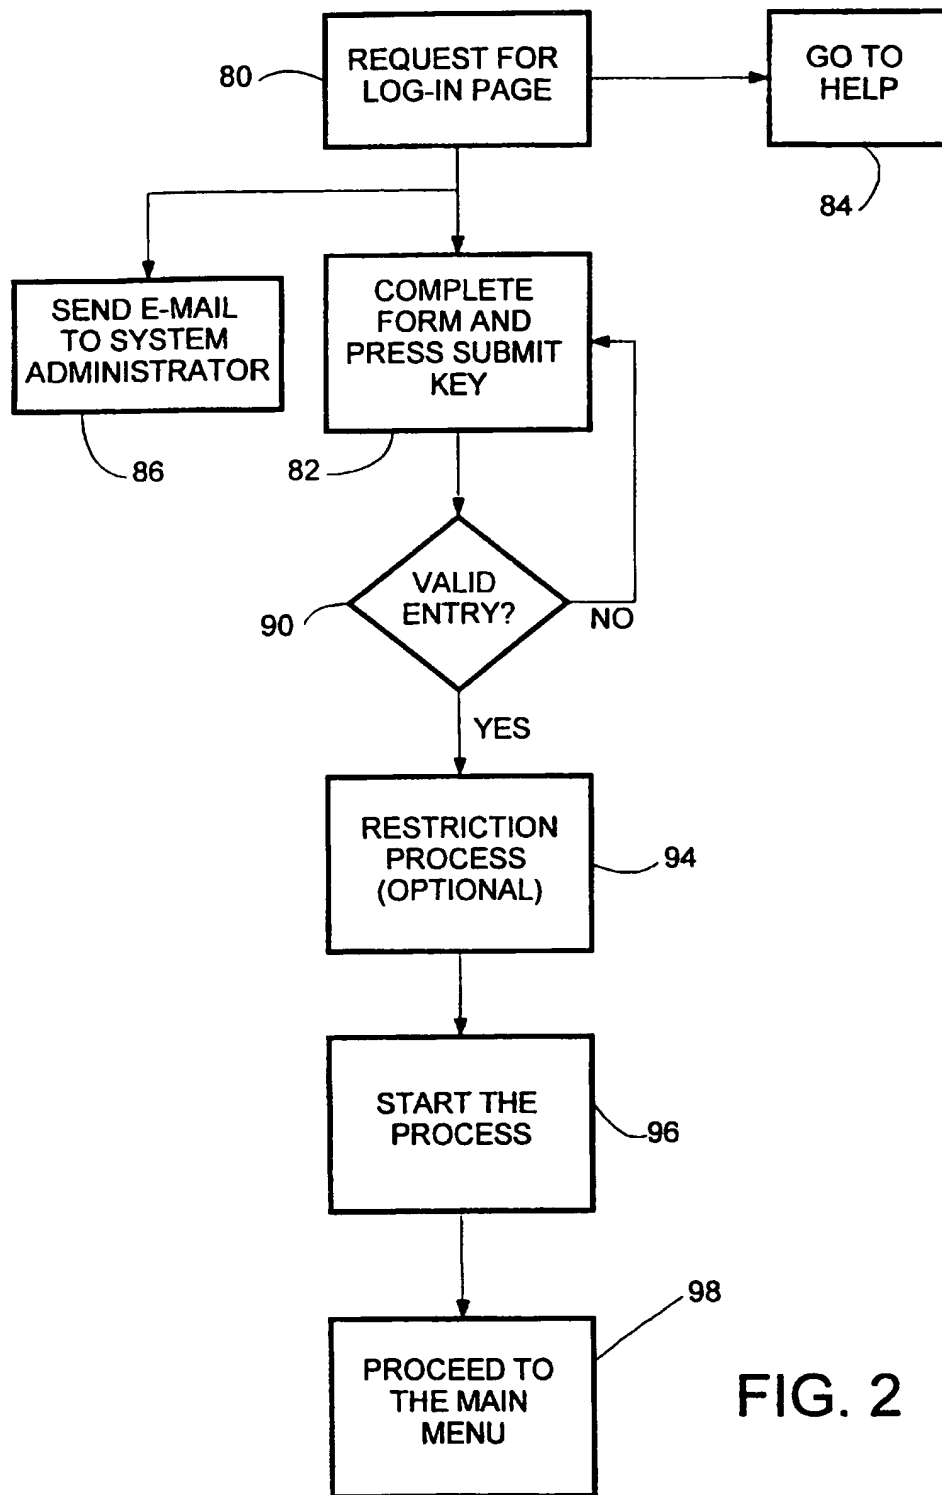 80
REQUEST FOR
LOG-IN PAGE
GO TO
HELP
84
SEND E-MAIL
TO SYSTEM
ADMINISTRATOR
86
COMPLETE
FORM AND
PRESS SUBMIT
KEY
82
VALID
ENTRY?
90
NO
YES
RESTRICTION
PROCESS
(OPTIONAL)
94
START THE
PROCESS
96
98
PROCEED TO
THE MAIN
MENU
FIG. 2